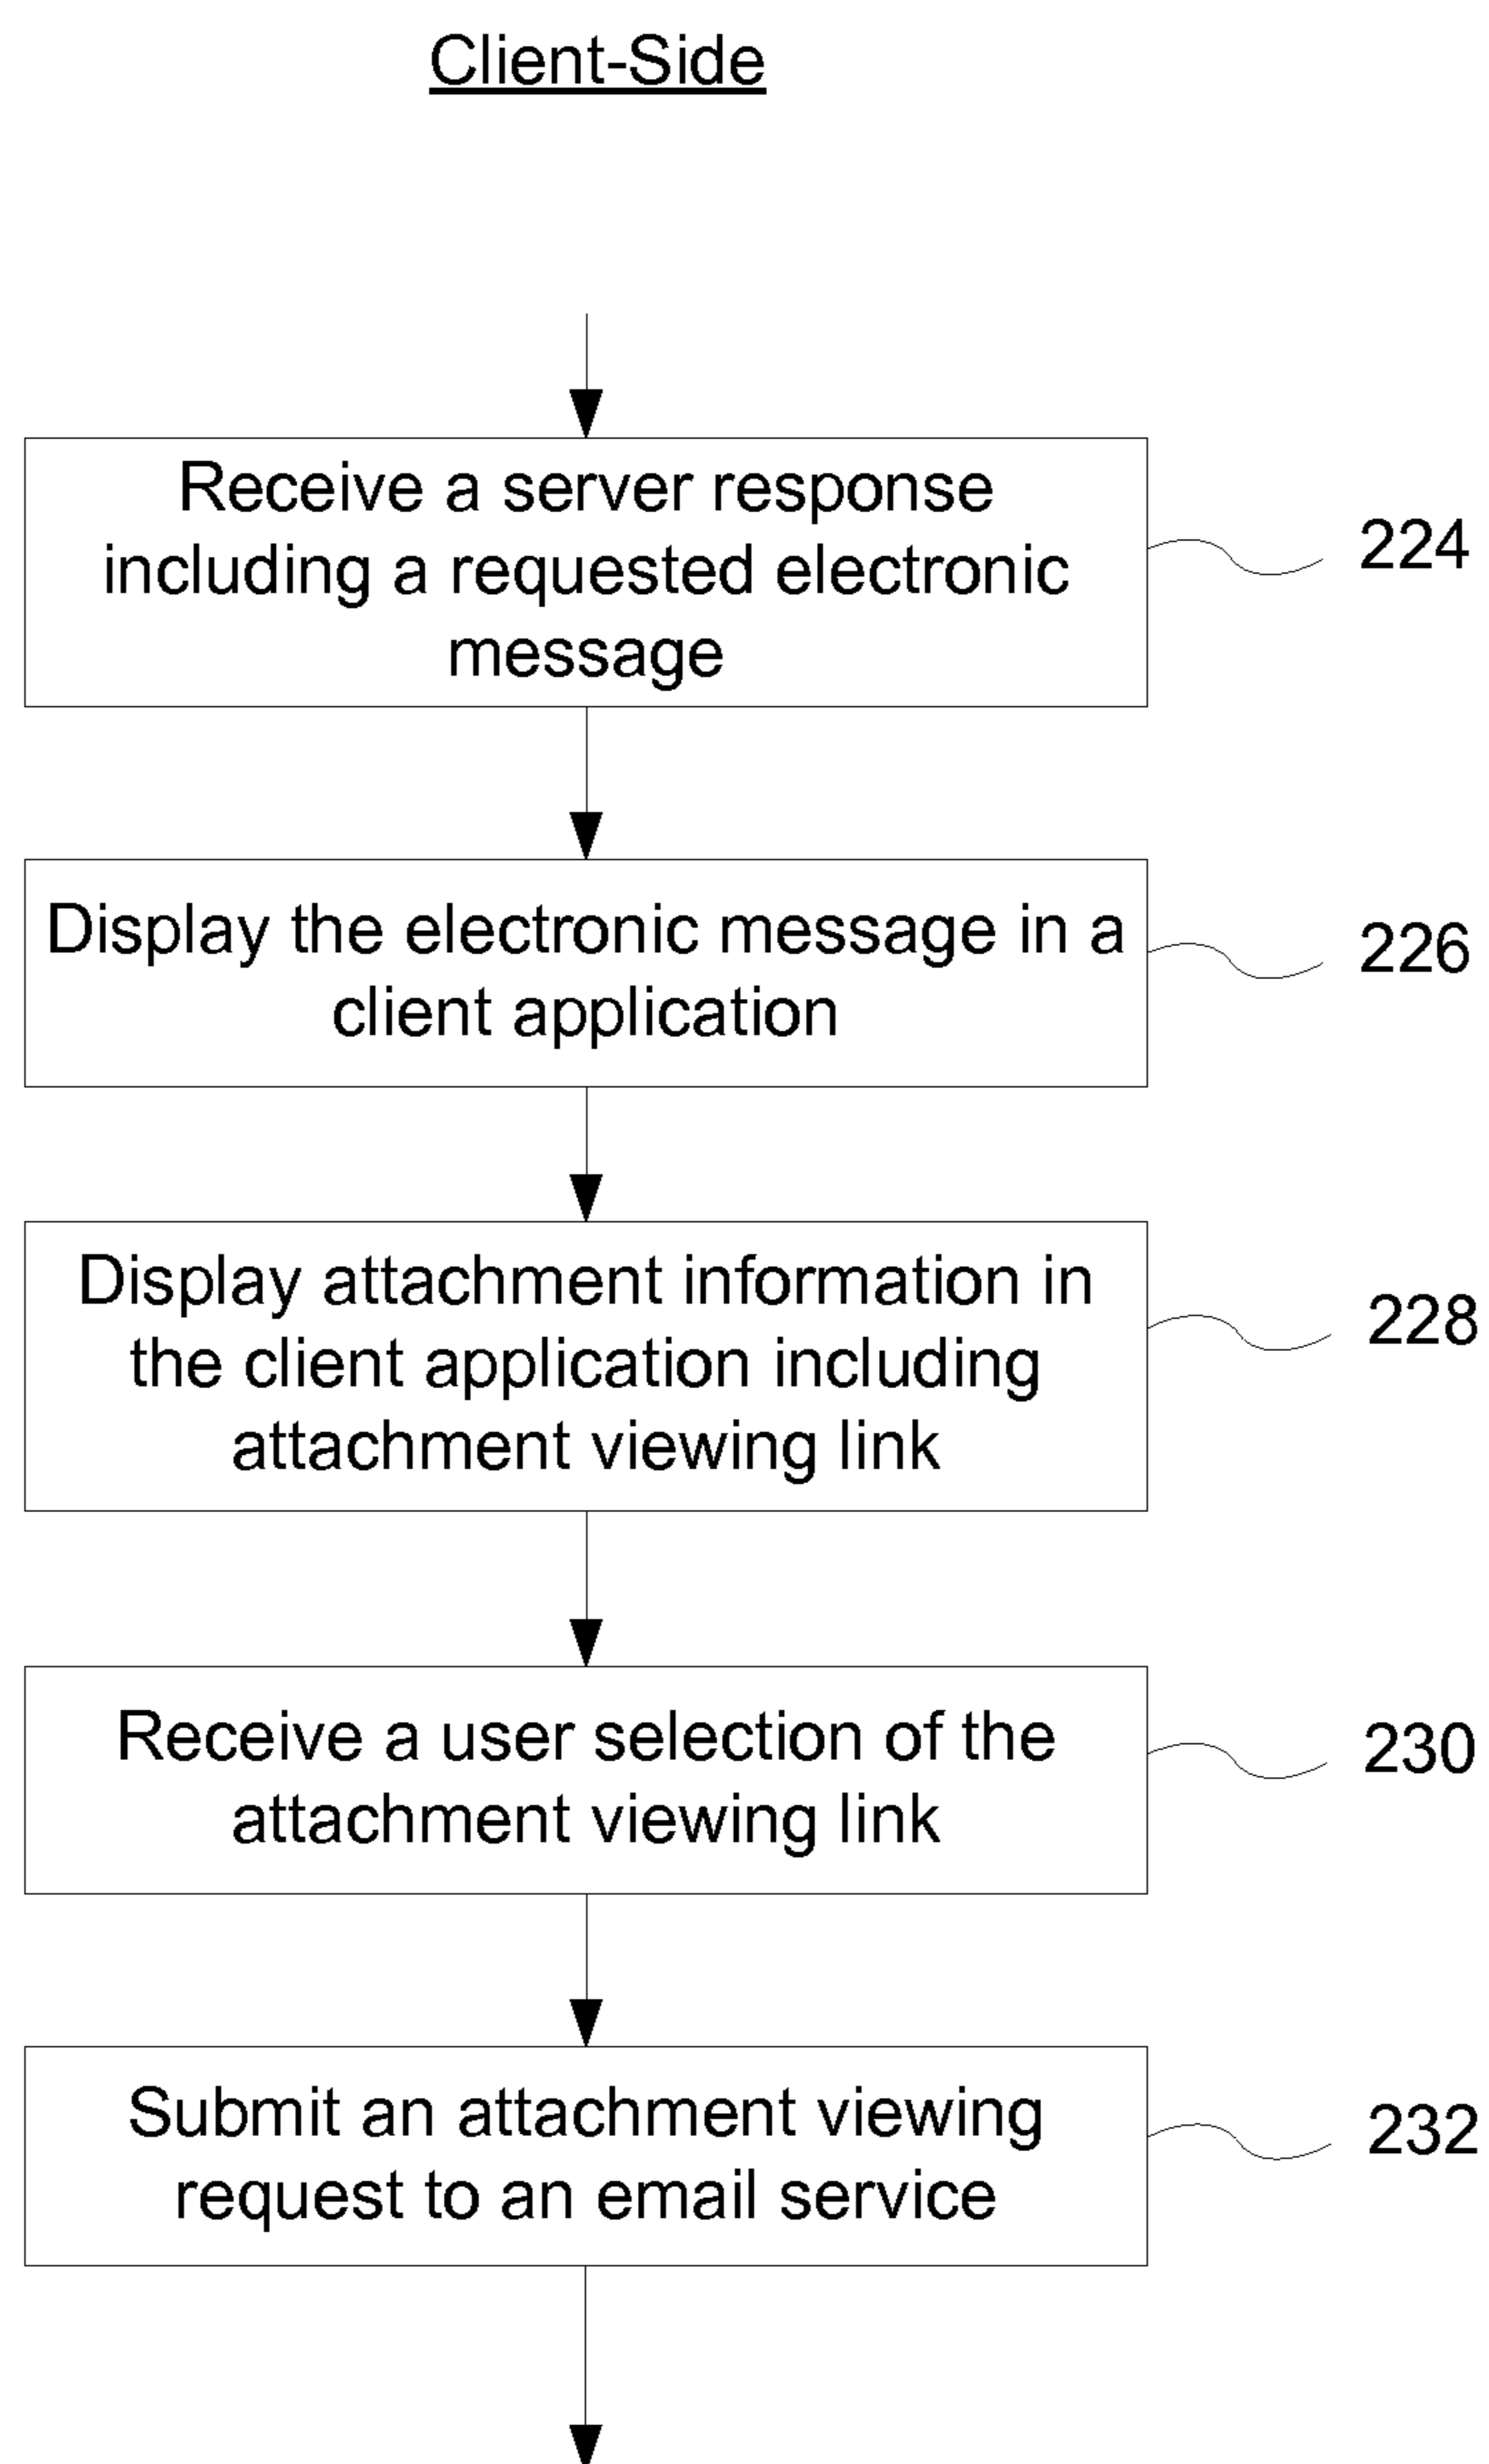 Client-Side
Receive a server response
including a requested electronic
message
224
Display the electronic message in a
client application
226
Display attachment information in
the client application including
attachment viewing link
228
Receive a user selection of the
attachment viewing link
230
Submit an attachment viewing
request to an email service
232